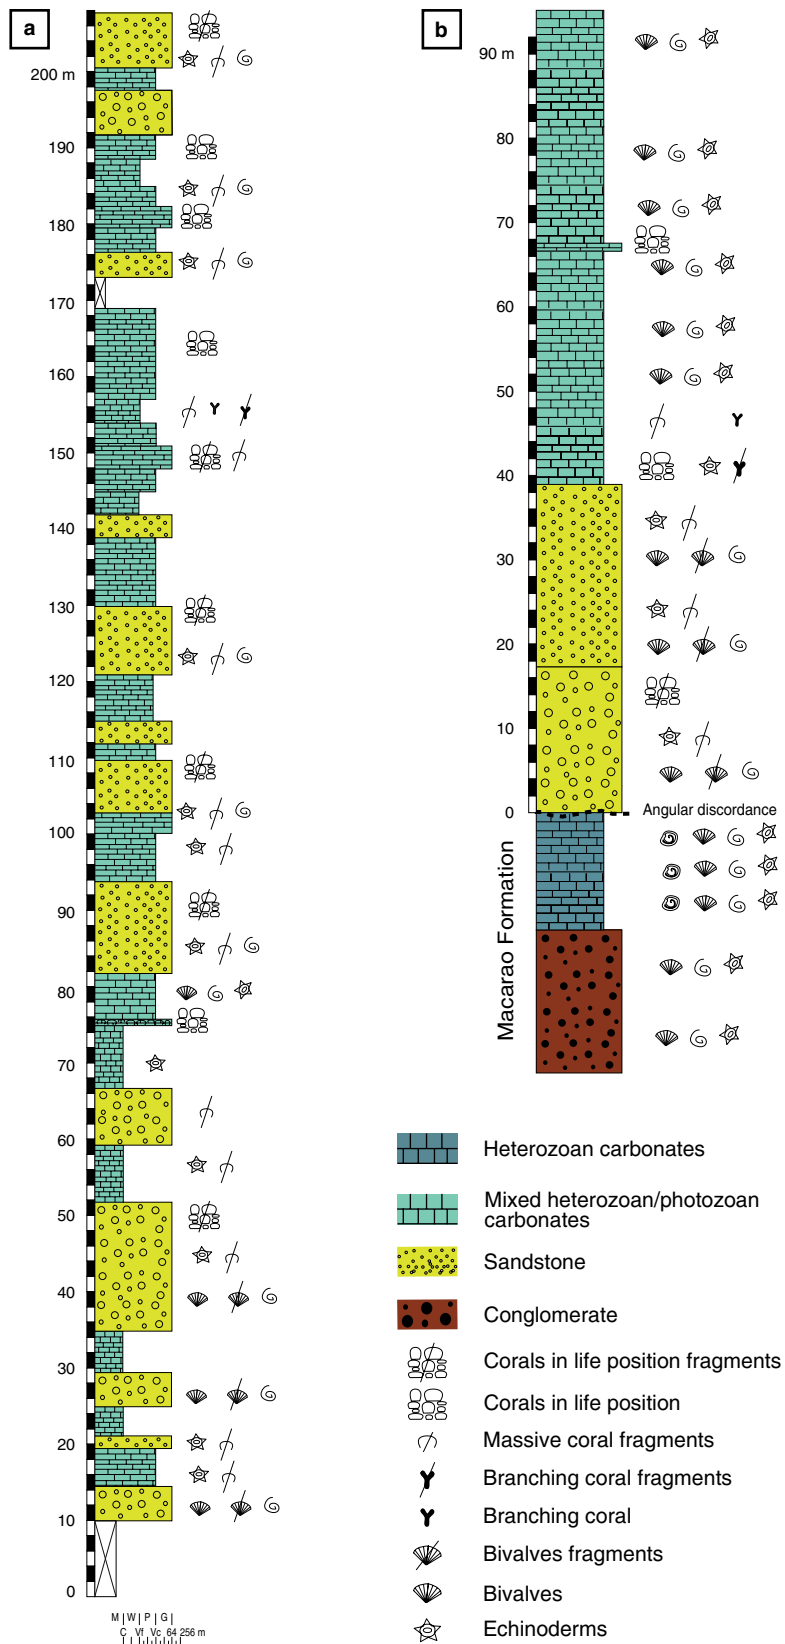 a
200 m
190
180
170
160
150
140
130
120
110
100
90
80
70
60
50
40
30
20
10
0
M | W | P | G |
C Vf Vc 64 256 m
b
90 m
80
70
60
50
40
30
20
10
0
Angular discordance
Macarao Formation
Heterozoan carbonates
Mixed heterozoan/photozoan
carbonates
Sandstone
Conglomerate
Corals in life position fragments
Corals in life position
Massive coral fragments
Branching coral fragments
Branching coral
Bivalves fragments
Bivalves
Echinoderms